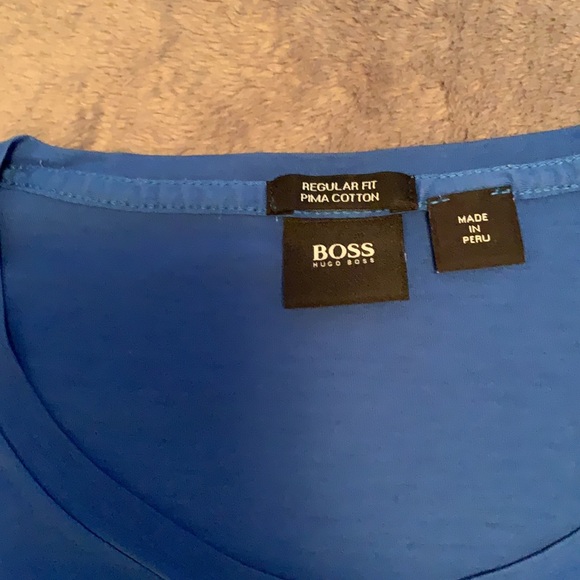 REGULAR FIT
PIMA COTTON
BOSS
HUGO BOSS
MADE
IN
PERU